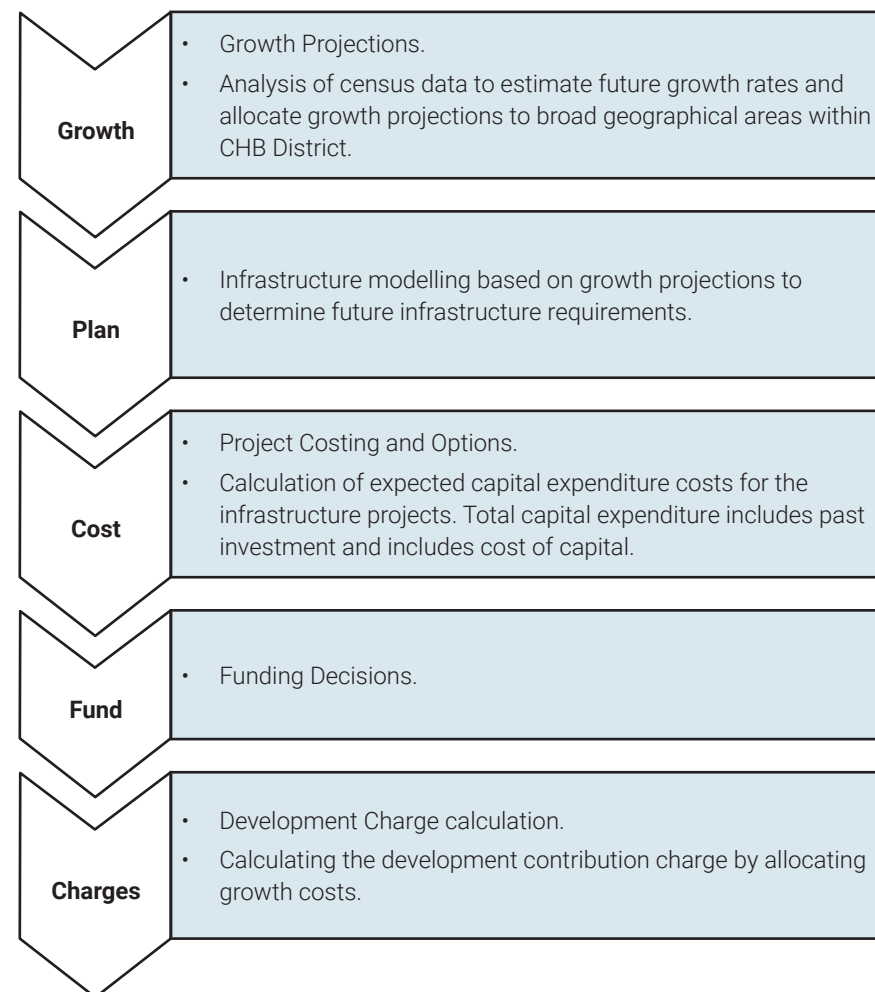 Growth
• Growth Projections.
• Analysis of census data to estimate future growth rates and
allocate growth projections to broad geographical areas within
CHB District.
Plan
• Infrastructure modelling based on growth projections to
determine future infrastructure requirements.
Cost
• Project Costing and Options.
• Calculation of expected capital expenditure costs for the
infrastructure projects. Total capital expenditure includes past
investment and includes cost of capital.
Fund
• Funding Decisions.
Charges
• Development Charge calculation.
• Calculating the development contribution charge by allocating
growth costs.